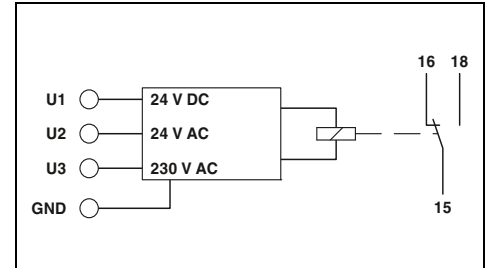 16 18
U1 24 V DC
U2 24 V AC
U3 230 V AC
GND
15